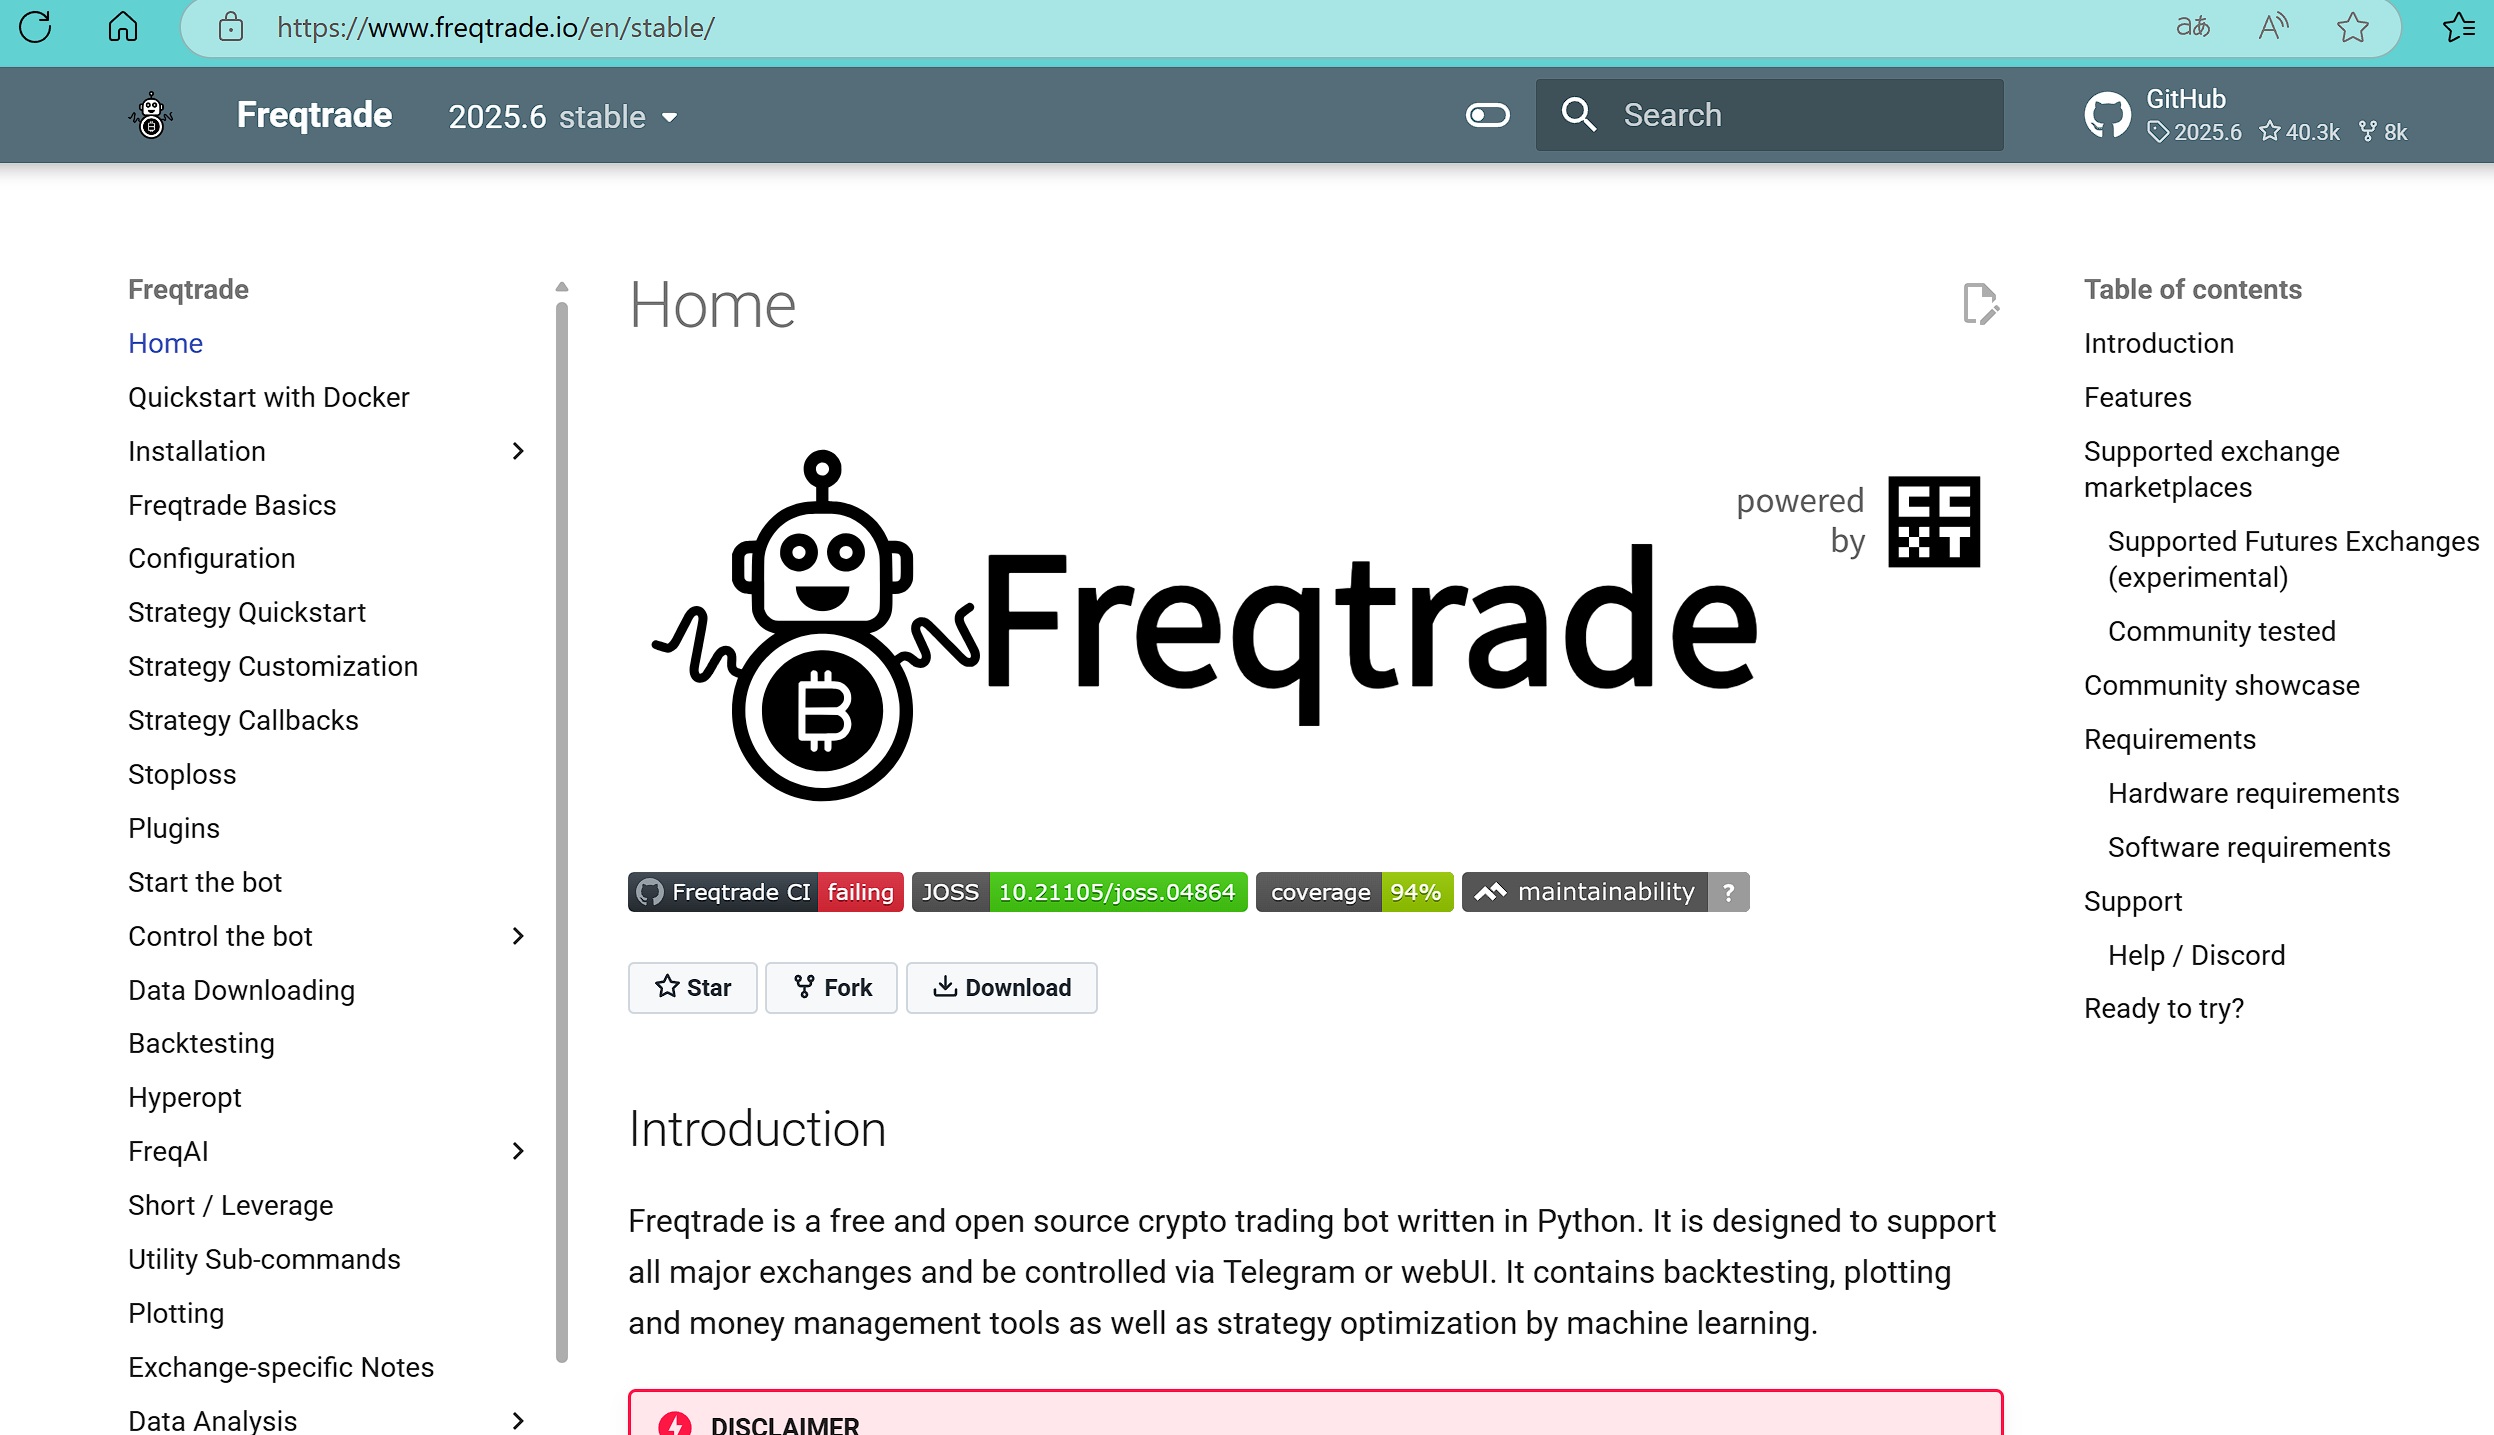 https://www.freqtrade.io/en/stable/
aあ
A
Freqtrade
2025.6 stable
Search
GitHub
2025.6 40.3k 8k
Freqtrade
Home
Quickstart with Docker
Installation
Freqtrade Basics
Configuration
Strategy Quickstart
Strategy Customization
Strategy Callbacks
Stoploss
Plugins
Start the bot
Control the bot
Data Downloading
Backtesting
Hyperopt
FreqAI
Short / Leverage
Utility Sub-commands
Plotting
Exchange-specific Notes
Data Analysis
Home
powered
by
CCXT
Freqtrade
Freqtrade CI failing JOSS 10.21105/joss.04864 coverage 94% maintainability ?
Star Fork Download
Introduction
Freqtrade is a free and open source crypto trading bot written in Python. It is designed to support
all major exchanges and be controlled via Telegram or webUI. It contains backtesting, plotting
and money management tools as well as strategy optimization by machine learning.
DISCLAIMER
Table of contents
Introduction
Features
Supported exchange
marketplaces
Supported Futures Exchanges
(experimental)
Community tested
Community showcase
Requirements
Hardware requirements
Software requirements
Support
Help / Discord
Ready to try?